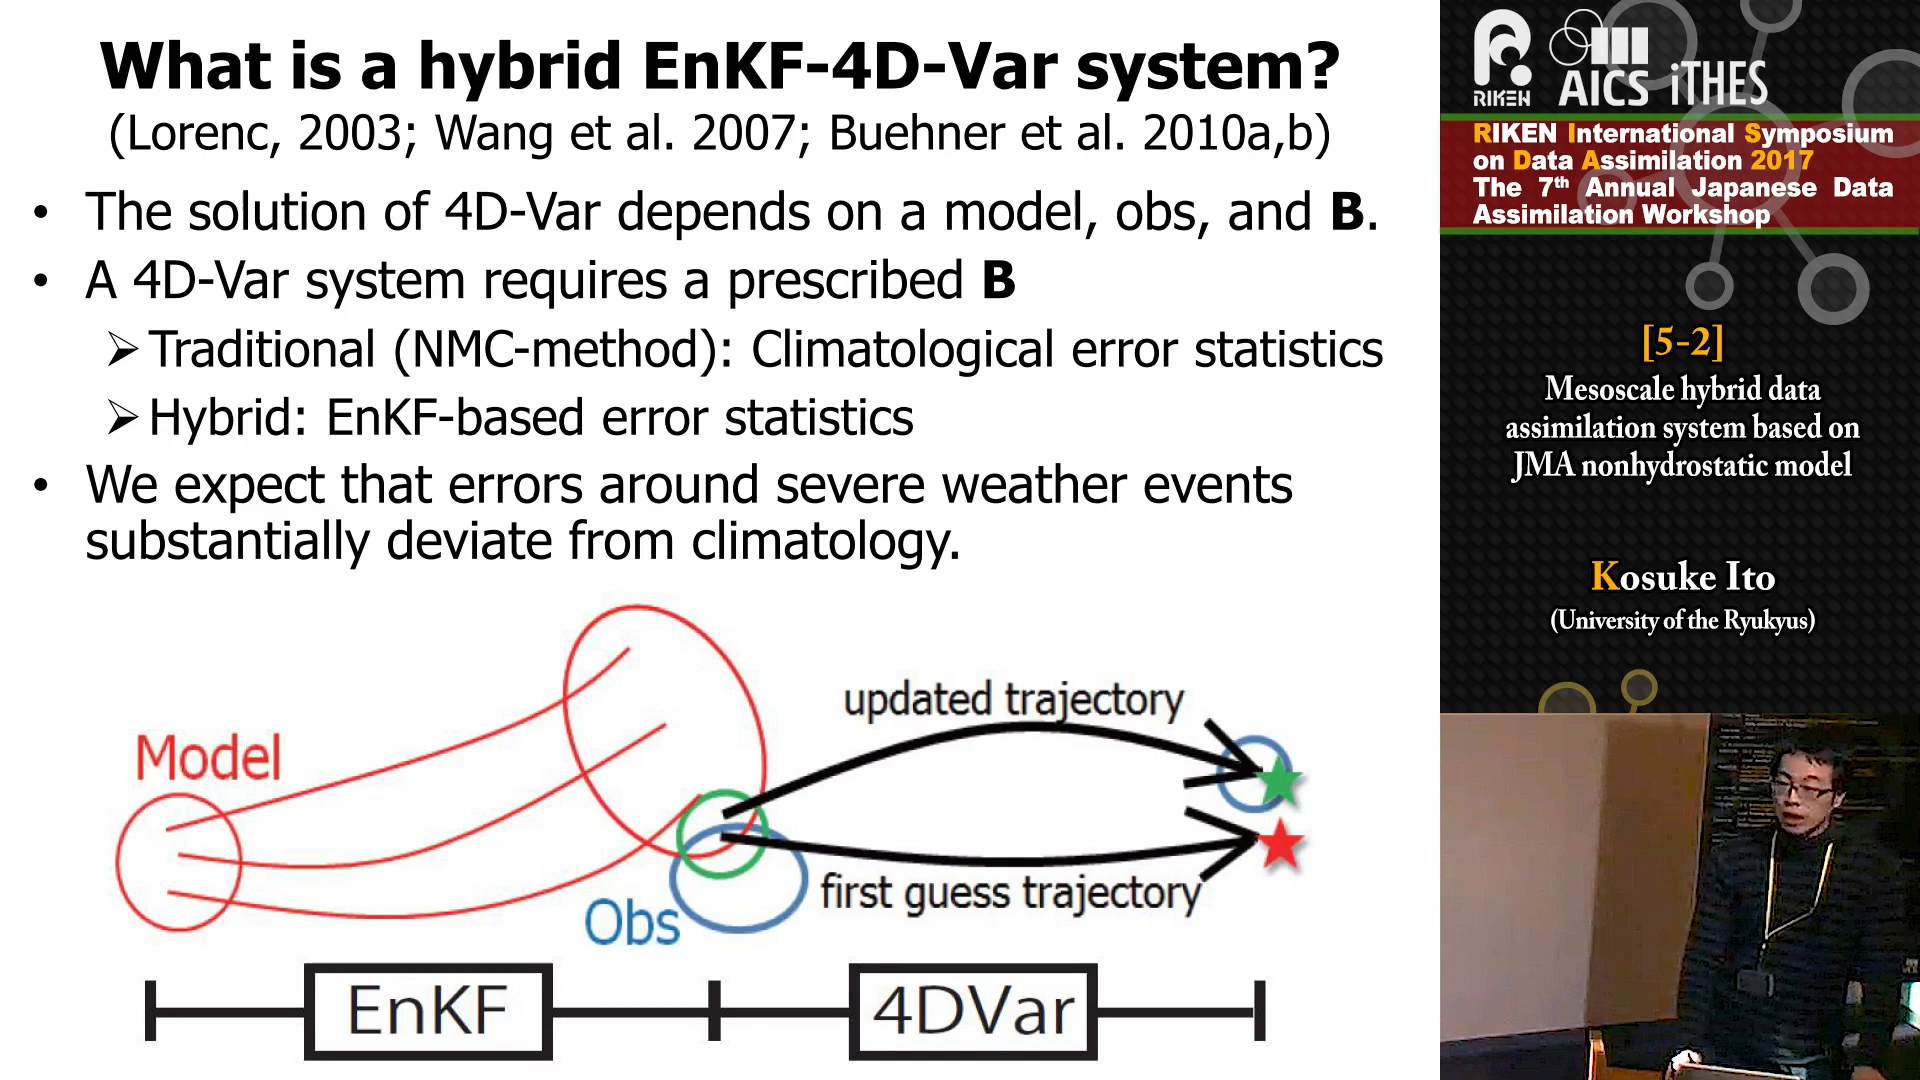 What is a hybrid EnKF-4D-Var system?
(Lorenc, 2003; Wang et al. 2007; Buehner et al. 2010a,b)
• The solution of 4D-Var depends on a model, obs, and B.
• A 4D-Var system requires a prescribed B
➢ Traditional (NMC-method): Climatological error statistics
➢ Hybrid: EnKF-based error statistics
• We expect that errors around severe weather events
substantially deviate from climatology.
Model
Obs
updated trajectory
first guess trajectory
EnKF
4DVar
RIKEN AICS iTHES
RIKEN International Symposium
on Data Assimilation 2017
The 7th Annual Japanese Data
Assimilation Workshop
[5-2]
Mesoscale hybrid data
assimilation system based on
JMA nonhydrostatic model
Kosuke Ito
(University of the Ryukyus)